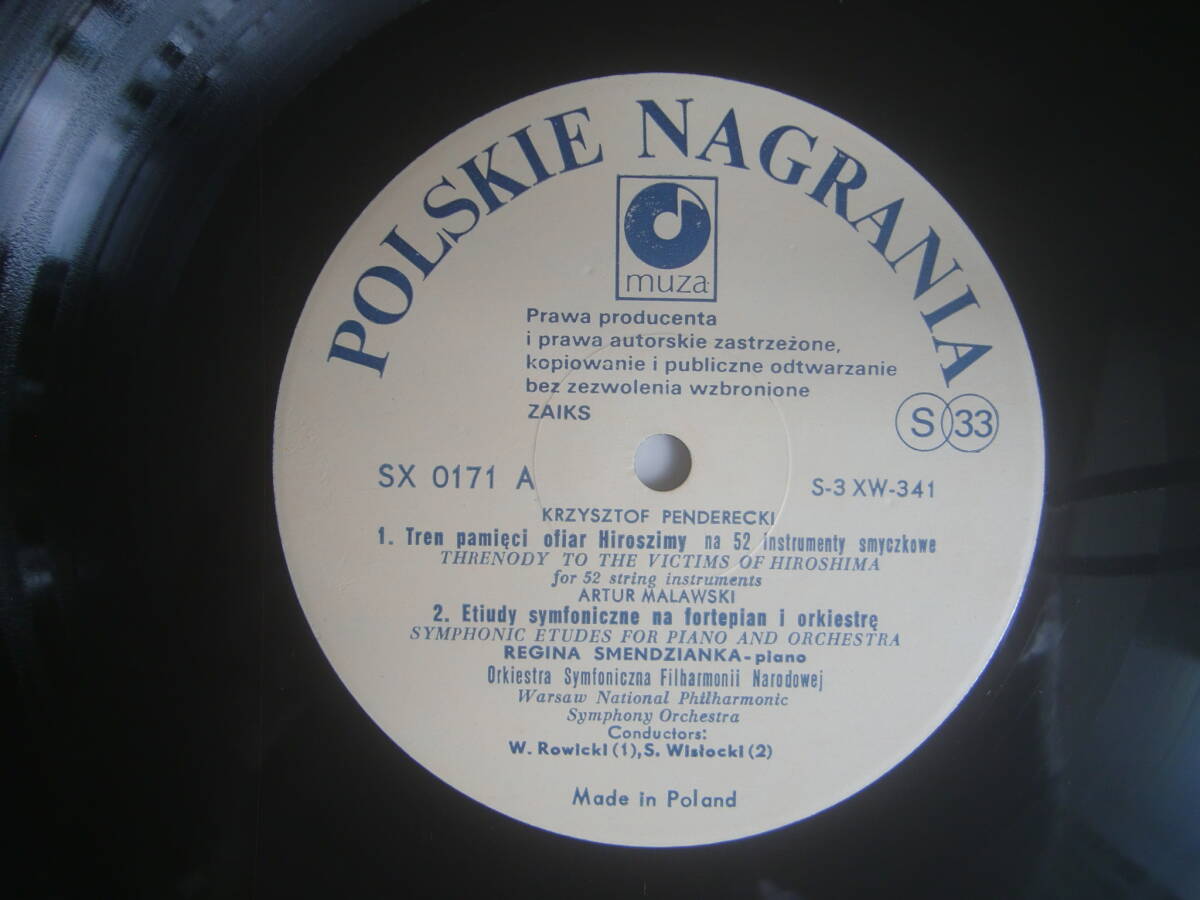 POLSKIE NAGRANIA
muza
Prawa producenta
i prawa autorskie zastrzeżone,
kopiowanie i publiczne odtwarzanie
bez zezwolenia wzbronione
ZAIKS
S 33
SX 0171 A
S-3 XW-341
KRZYSZTOF PENDERECKI
1. Tren pamięci ofiar Hiroszimy na 52 instrumenty smyczkowe
THRENODY TO THE VICTIMS OF HIROSHIMA
for 52 string instruments
ARTUR MALAWSKI
2. Etiudy symfoniczne na fortepian i orkiestrę
SYMPHONIC ETUDES FOR PIANO AND ORCHESTRA
REGINA SMENDZIANKA-piano
Orkiestra Symfoniczna Filharmonii Narodowej
Warsaw National Philharmonic
Symphony Orchestra
Conductors:
W. Rowicki (1), S. Wisłocki (2)
Made in Poland